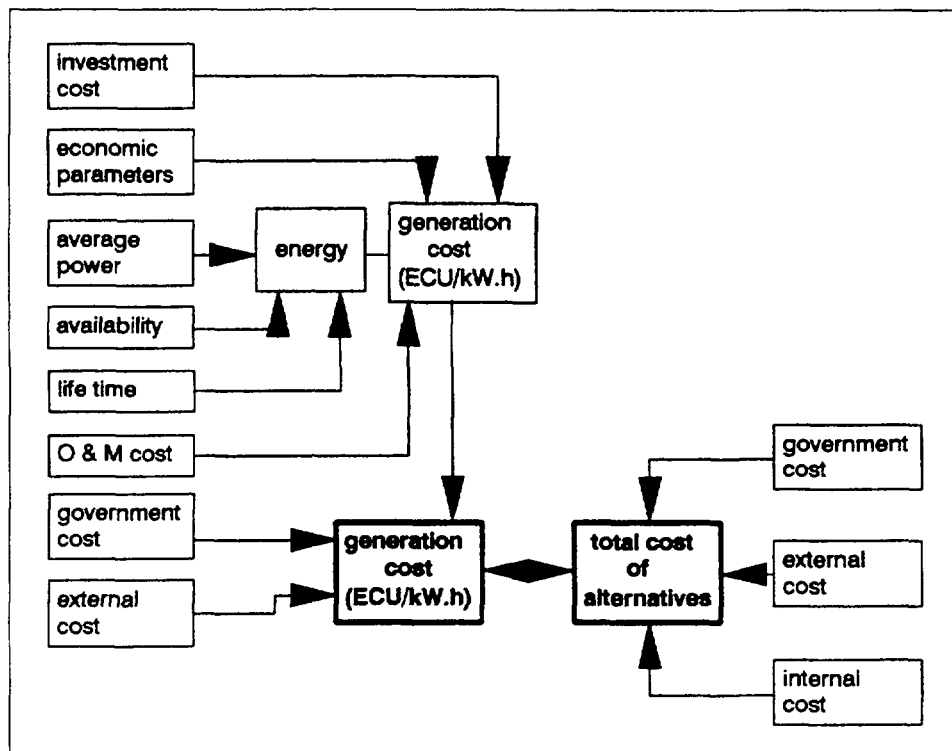 investment
cost
economic
parameters
average
power
energy
generation
cost
(ECU/kW.h)
availability
life time
O & M cost
government
cost
external
cost
generation
cost
(ECU/kW.h)
total cost
of
alternatives
government
cost
external
cost
internal
cost